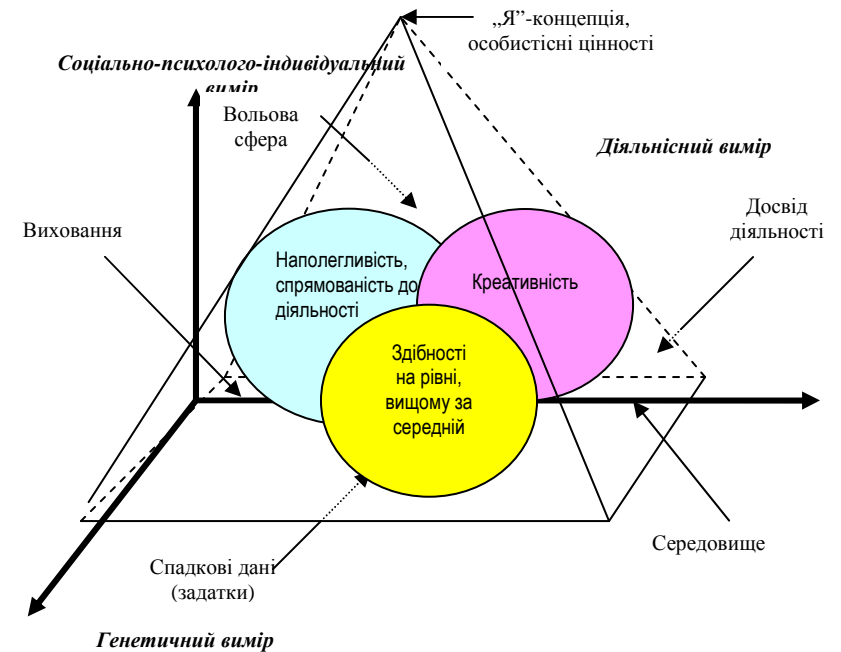 „Я”-концепція,
особистісні цінності
Соціально-психолого-індивідуальний
вимір
Вольова
сфера
Діяльнісний вимір
Досвід
діяльності
Виховання
Наполегливість,
спрямованість до
діяльності
Креативність
Здібності
на рівні,
вищому за
середній
Середовище
Спадкові дані
(задатки)
Генетичний вимір